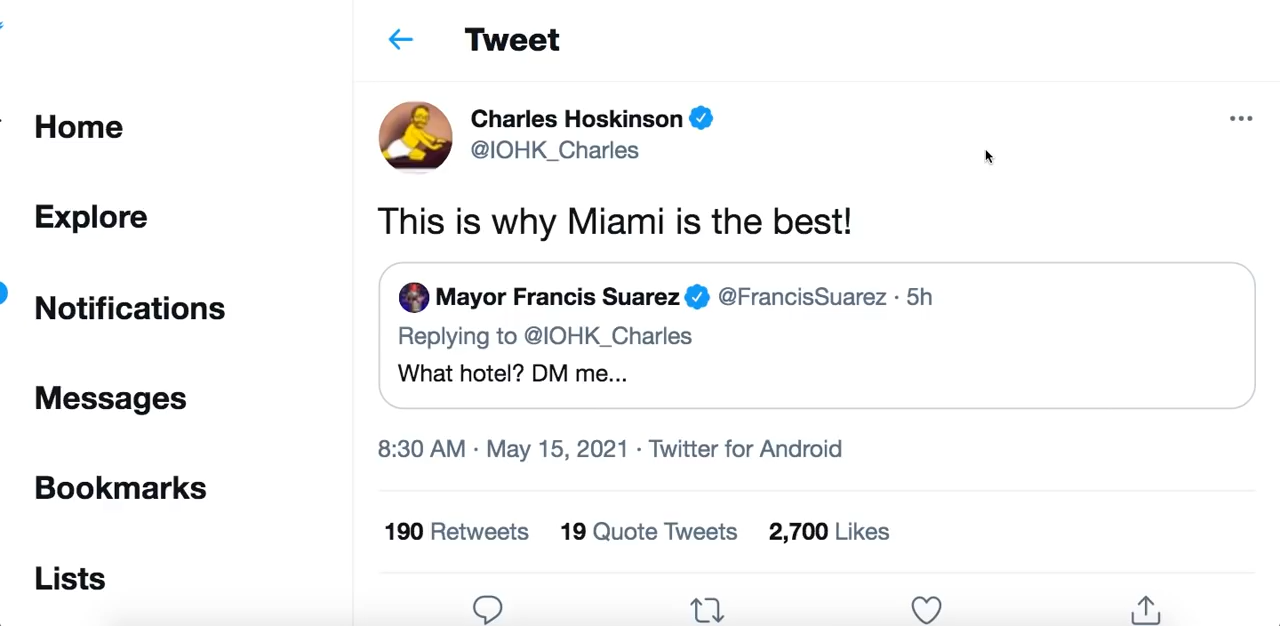 Home
Explore
Notifications
Messages
Bookmarks
Lists
Tweet
Charles Hoskinson
@IOHK_Charles
This is why Miami is the best!
Mayor Francis Suarez @FrancisSuarez · 5h
Replying to @IOHK_Charles
What hotel? DM me...
8:30 AM · May 15, 2021 · Twitter for Android
190 Retweets 19 Quote Tweets 2,700 Likes